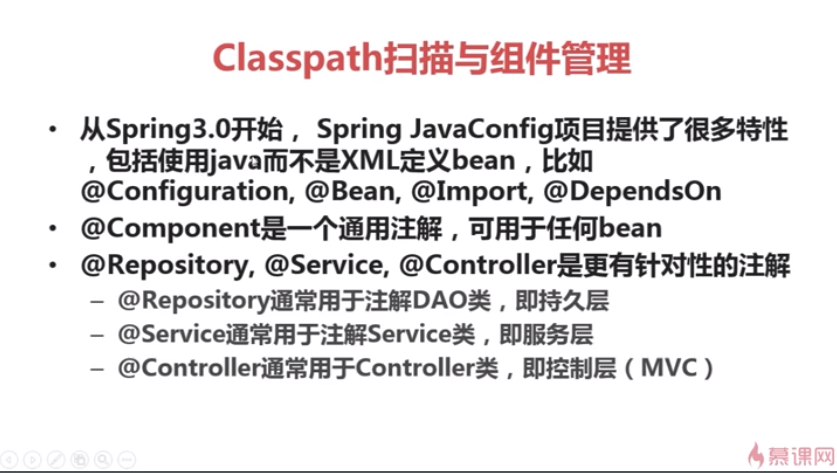 Classpath扫描与组件管理
• 从Spring3.0开始， Spring JavaConfig项目提供了很多特性
，包括使用java而不是XML定义bean，比如
@Configuration, @Bean, @Import, @DependsOn
• @Component是一个通用注解，可用于任何bean
• @Repository, @Service, @Controller是更有针对性的注解
– @Repository通常用于注解DAO类，即持久层
– @Service通常用于注解Service类，即服务层
– @Controller通常用于Controller类，即控制层（MVC）
慕课网